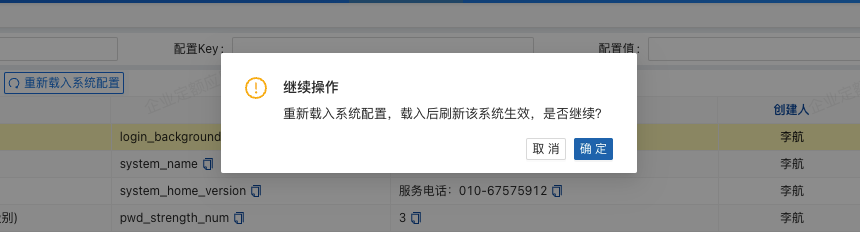 配置Key：
配置值：
重新载入系统配置
创建人
继续操作
重新载入系统配置，载入后刷新该系统生效，是否继续？
取 消
确 定
login_background
李航
system_name
李航
system_home_version
服务电话：010-67575912
李航
别)
pwd_strength_num
3
李航